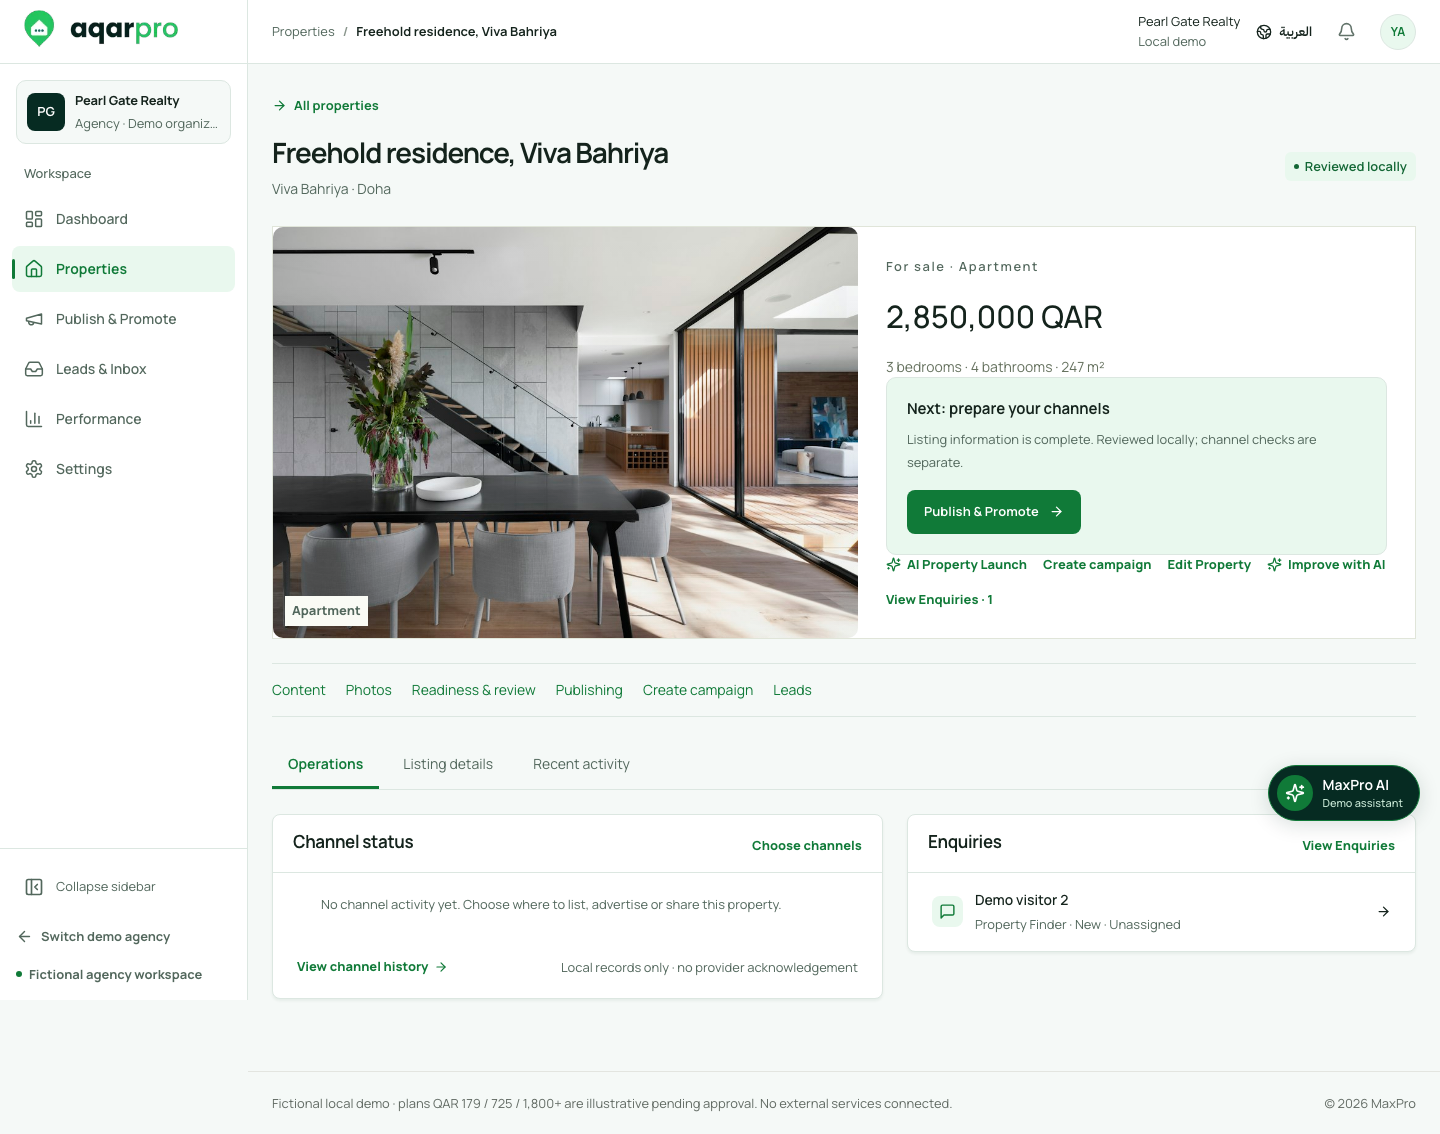 aqarpro
Properties / Freehold residence, Viva Bahriya
Pearl Gate Realty
Local demo
العربية
YA
PG
Pearl Gate Realty
Agency · Demo organiz...
Workspace
Dashboard
Properties
Publish & Promote
Leads & Inbox
Performance
Settings
Collapse sidebar
Switch demo agency
Fictional agency workspace
All properties
Freehold residence, Viva Bahriya
Viva Bahriya · Doha
Reviewed locally
Apartment
For sale · Apartment
2,850,000 QAR
3 bedrooms · 4 bathrooms · 247 m²
Next: prepare your channels
Listing information is complete. Reviewed locally; channel checks are
separate.
Publish & Promote
AI Property Launch Create campaign Edit Property Improve with AI
View Enquiries · 1
Content Photos Readiness & review Publishing Create campaign Leads
Operations Listing details Recent activity
MaxPro AI
Demo assistant
Channel status
Choose channels
No channel activity yet. Choose where to list, advertise or share this property.
View channel history
Local records only · no provider acknowledgement
Enquiries
View Enquiries
Demo visitor 2
Property Finder · New · Unassigned
Fictional local demo · plans QAR 179 / 725 / 1,800+ are illustrative pending approval. No external services connected.
© 2026 MaxPro